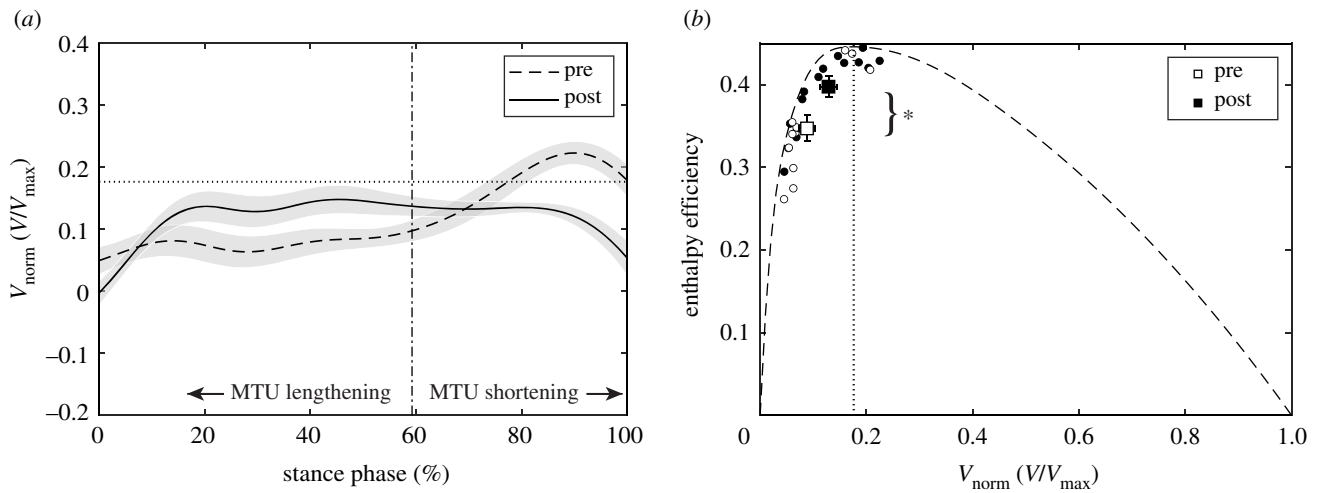 (a)
0.4
0.3
0.2
0.1
0
–0.1
–0.2
V_norm (V/V_max)
pre
post
MTU lengthening
MTU shortening
0 20 40 60 80 100
stance phase (%)
(b)
0.4
0.3
0.2
0.1
enthalpy efficiency
pre
post
*
0 0.2 0.4 0.6 0.8 1.0
V_norm (V/V_max)